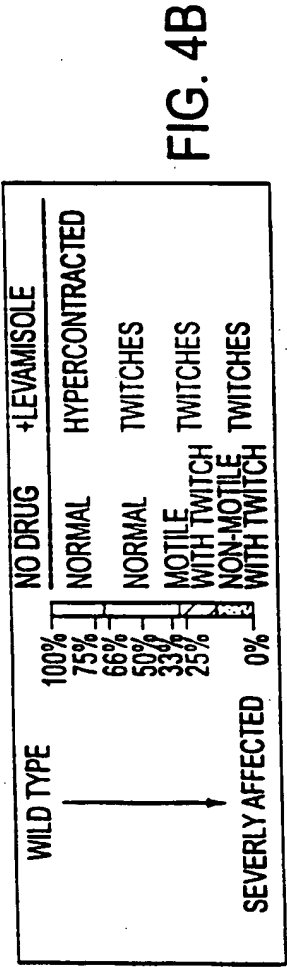 FIG. 4B
NO DRUG +LEVAMISOLE
WILD TYPE
100%
NORMAL HYPERCONTRACTED
75%
66%
NORMAL TWITCHES
50%
33%
MOTILE
WITH TWITCH TWITCHES
25%
NON-MOTILE
WITH TWITCH TWITCHES
0%
SEVERLY AFFECTED